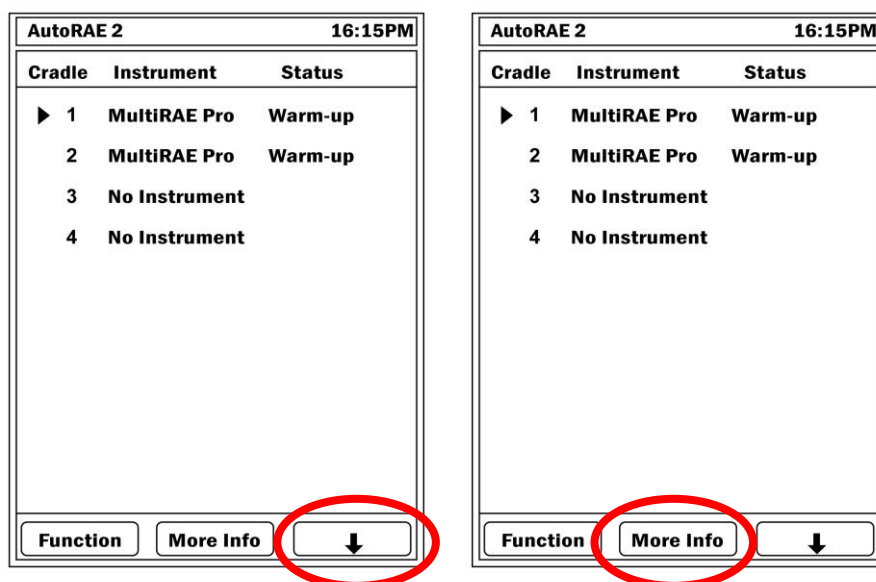 AutoRAE 2 16:15PM
Cradle Instrument Status
1 MultiRAE Pro Warm-up
2 MultiRAE Pro Warm-up
3 No Instrument
4 No Instrument
Function More Info
AutoRAE 2 16:15PM
Cradle Instrument Status
1 MultiRAE Pro Warm-up
2 MultiRAE Pro Warm-up
3 No Instrument
4 No Instrument
Function More Info